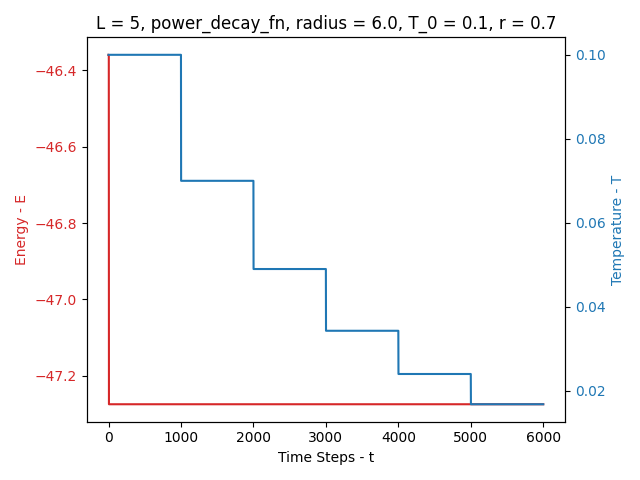 L = 5, power_decay_fn, radius = 6.0, T_0 = 0.1, r = 0.7
−46.4
−46.6
−46.8
−47.0
−47.2
Energy - E
0.10
0.08
0.06
0.04
0.02
Temperature - T
0 1000 2000 3000 4000 5000 6000
Time Steps - t